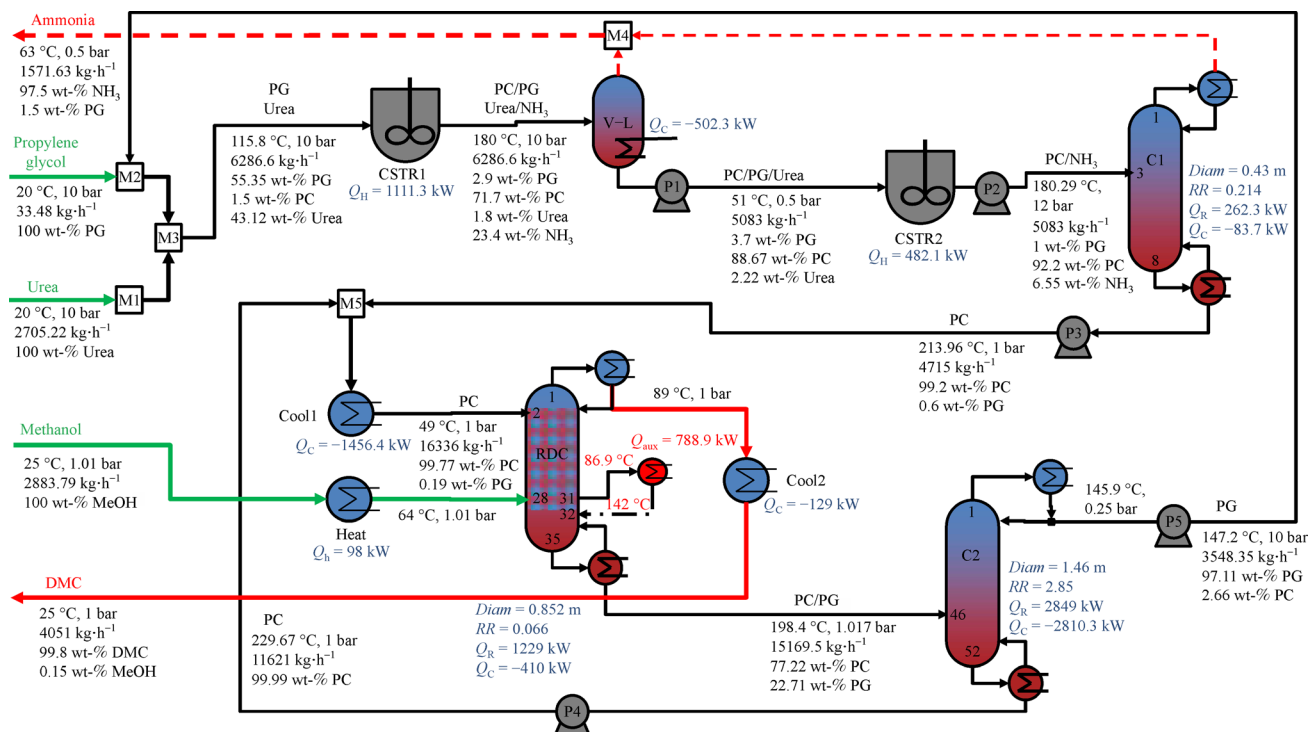 Ammonia
63 °C, 0.5 bar
1571.63 kg·h⁻¹
97.5 wt-% NH₃
1.5 wt-% PG
Propylene
glycol
20 °C, 10 bar
33.48 kg·h⁻¹
100 wt-% PG
Urea
20 °C, 10 bar
2705.22 kg·h⁻¹
100 wt-% Urea
M2
M3
M1
PG
Urea
115.8 °C, 10 bar
6286.6 kg·h⁻¹
55.35 wt-% PG
1.5 wt-% PC
43.12 wt-% Urea
CSTR1
Q_H = 1111.3 kW
PC/PG
Urea/NH₃
180 °C, 10 bar
6286.6 kg·h⁻¹
2.9 wt-% PG
71.7 wt-% PC
1.8 wt-% Urea
23.4 wt-% NH₃
M4
V−L
Q_C = −502.3 kW
P1
PC/PG/Urea
51 °C, 0.5 bar
5083 kg·h⁻¹
3.7 wt-% PG
88.67 wt-% PC
2.22 wt-% Urea
CSTR2
Q_H = 482.1 kW
P2
PC/NH₃
180.29 °C,
12 bar
5083 kg·h⁻¹
1 wt-% PG
92.2 wt-% PC
6.55 wt-% NH₃
1
3
C1
8
Diam = 0.43 m
RR = 0.214
Q_R = 262.3 kW
Q_C = −83.7 kW
M5
PC
P3
213.96 °C, 1 bar
4715 kg·h⁻¹
99.2 wt-% PC
0.6 wt-% PG
Cool1
Q_C = −1456.4 kW
PC
49 °C, 1 bar
16336 kg·h⁻¹
99.77 wt-% PC
0.19 wt-% PG
Methanol
25 °C, 1.01 bar
2883.79 kg·h⁻¹
100 wt-% MeOH
Heat
Q_h = 98 kW
64 °C, 1.01 bar
1
2
RDC
28
31
32
35
89 °C, 1 bar
Q_aux = 788.9 kW
86.9 °C
142 °C
Cool2
Q_C = −129 kW
DMC
25 °C, 1 bar
4051 kg·h⁻¹
99.8 wt-% DMC
0.15 wt-% MeOH
PC
229.67 °C, 1 bar
11621 kg·h⁻¹
99.99 wt-% PC
Diam = 0.852 m
RR = 0.066
Q_R = 1229 kW
Q_C = −410 kW
PC/PG
198.4 °C, 1.017 bar
15169.5 kg·h⁻¹
77.22 wt-% PC
22.71 wt-% PG
1
C2
46
52
145.9 °C,
0.25 bar
P5
PG
147.2 °C, 10 bar
3548.35 kg·h⁻¹
97.11 wt-% PG
2.66 wt-% PC
Diam = 1.46 m
RR = 2.85
Q_R = 2849 kW
Q_C = −2810.3 kW
P4